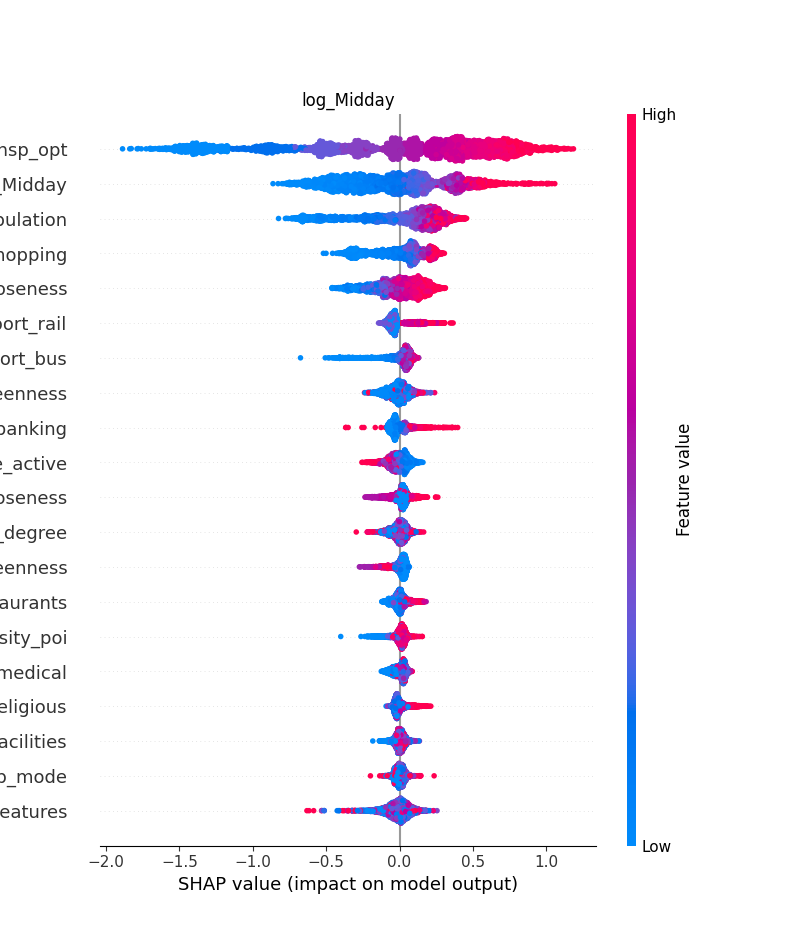 log_Midday
High
nsp_opt
_Midday
pulation
hopping
oseness
port_rail
ort_bus
eenness
banking
e_active
oseness
_degree
eenness
aurants
sity_poi
medical
eligious
acilities
p_mode
eatures
Feature value
Low
−2.0 −1.5 −1.0 −0.5 0.0 0.5 1.0
SHAP value (impact on model output)